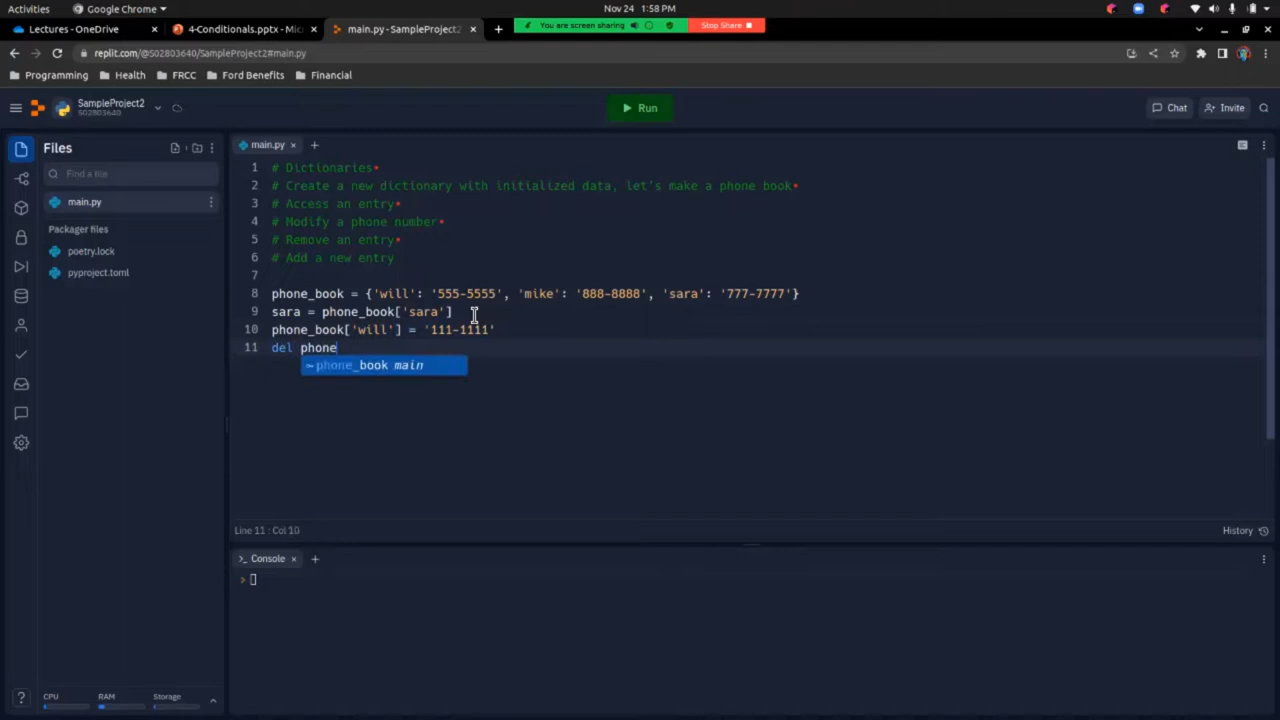 Activities
Google Chrome
Nov 24 1:58 PM
You are screen sharing
Stop Share
Lectures - OneDrive
4-Conditionals.pptx - Mic
main.py - SampleProject2
replit.com/@S02803640/SampleProject2#main.py
Programming
Health
FRCC
Ford Benefits
Financial
SampleProject2
S02803640
Run
Chat
Invite
Files
main.py
Find a file
main.py
Packager files
poetry.lock
pyproject.toml
1 # Dictionaries•
2 # Create a new dictionary with initialized data, let’s make a phone book•
3 # Access an entry•
4 # Modify a phone number•
5 # Remove an entry•
6 # Add a new entry
7
8 phone_book = {'will': '555-5555', 'mike': '888-8888', 'sara': '777-7777'}
9 sara = phone_book['sara']
10 phone_book['will'] = '111-1111'
11 del phone
phone_book main
Line 11 : Col 10
History
>_ Console
>
CPU
RAM
Storage
?